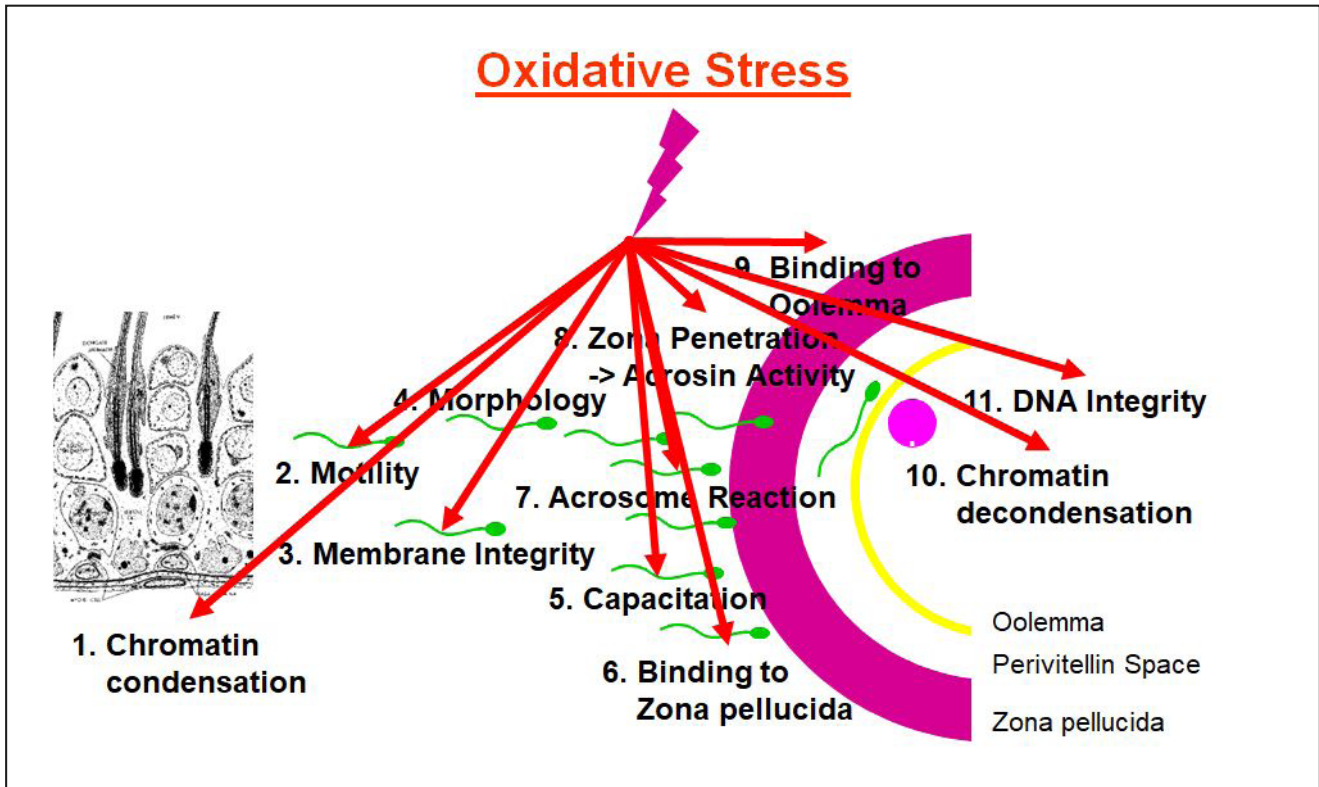 Oxidative Stress
9. Binding to
Oolemma
8. Zona Penetration
-> Acrosin Activity
4. Morphology
11. DNA Integrity
2. Motility
10. Chromatin
decondensation
7. Acrosome Reaction
3. Membrane Integrity
5. Capacitation
1. Chromatin
condensation
6. Binding to
Zona pellucida
Oolemma
Perivitellin Space
Zona pellucida